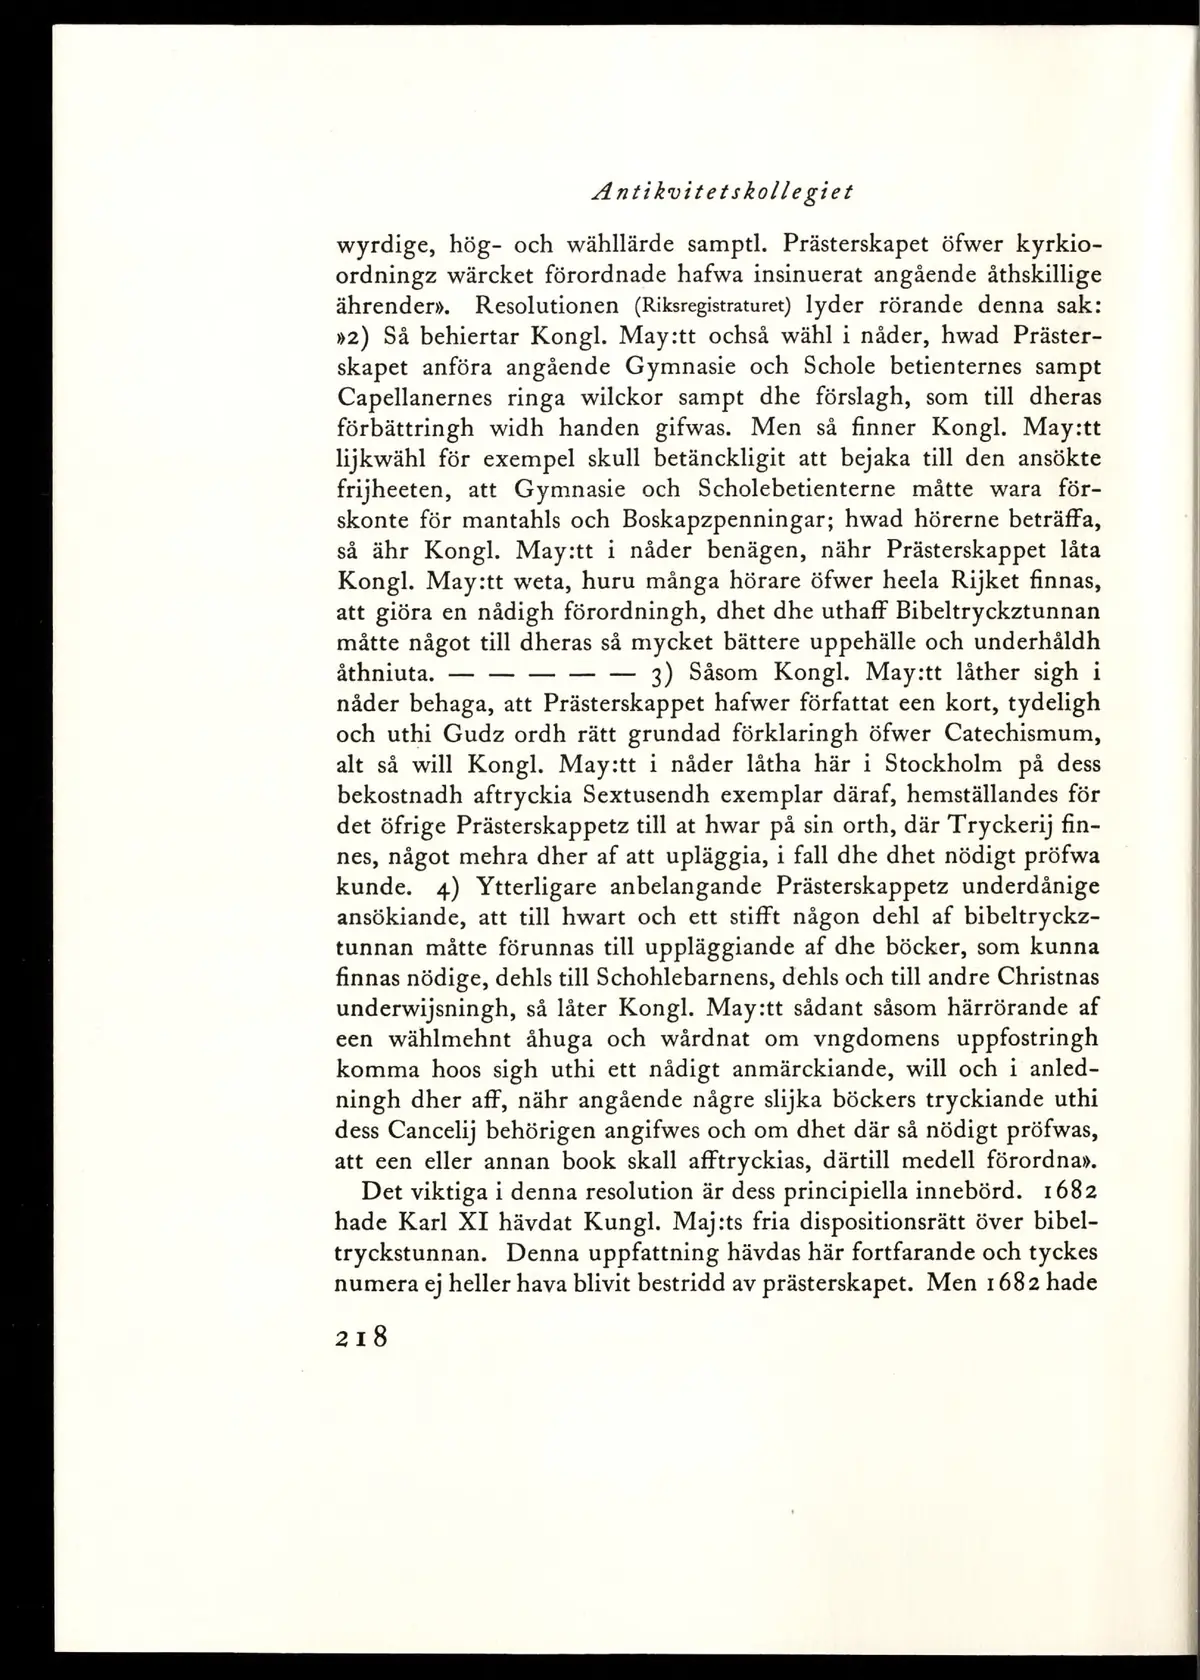 Antikvitetskollegiet
wyrdige, hög- och wähllärde samptl. Prästerskapet öfwer kyrkio-
ordningz wärcket förordnade hafwa insinuerat angående åthskillige
ährender». Resolutionen (Riksregistraturet) lyder rörande denna sak:
»2) Så behiertar Kongl. May:tt ochså wähl i nåder, hwad Präster-
skapet anföra angående Gymnasie och Schole betienternes sampt
Capellanernes ringa wilckor sampt dhe förslagh, som till dheras
förbättringh widh handen gifwas. Men så finner Kongl. May:tt
lijkwähl för exempel skull betänckligit att bejaka till den ansökte
frijheeten, att Gymnasie och Scholebetienterne måtte wara för-
skonte för mantahls och Boskapzpenningar; hwad hörerne beträffa,
så ähr Kongl. May:tt i nåder benägen, nähr Prästerskappet låta
Kongl. May:tt weta, huru många hörare öfwer heela Rijket finnas,
att giöra en nådigh förordningh, dhet dhe uthaff Bibeltryckztunnan
måtte något till dheras så mycket bättere uppehälle och underhåldh
åthniuta. — — — — — 3) Såsom Kongl. May:tt låther sigh i
nåder behaga, att Prästerskappet hafwer författat een kort, tydeligh
och uthi Gudz ordh rätt grundad förklaringh öfwer Catechismum,
alt så will Kongl. May:tt i nåder låtha här i Stockholm på dess
bekostnadh aftryckia Sextusendh exemplar däraf, hemställandes för
det öfrige Prästerskappetz till at hwar på sin orth, där Tryckerij fin-
nes, något mehra dher af att upläggia, i fall dhe dhet nödigt pröfwa
kunde. 4) Ytterligare anbelangande Prästerskappetz underdånige
ansökiande, att till hwart och ett stifft någon dehl af bibeltryckz-
tunnan måtte förunnas till uppläggiande af dhe böcker, som kunna
finnas nödige, dehls till Schohlebarnens, dehls och till andre Christnas
underwijsningh, så låter Kongl. May:tt sådant såsom härrörande af
een wählmehnt åhuga och wårdnat om vngdomens uppfostringh
komma hoos sigh uthi ett nådigt anmärckiande, will och i anled-
ningh dher aff, nähr angående någre slijka böckers tryckiande uthi
dess Cancelij behörigen angifwes och om dhet där så nödigt pröfwas,
att een eller annan book skall afftryckias, därtill medell förordna».
Det viktiga i denna resolution är dess principiella innebörd. 1682
hade Karl XI hävdat Kungl. Maj:ts fria dispositionsrätt över bibel-
tryckstunnan. Denna uppfattning hävdas här fortfarande och tyckes
numera ej heller hava blivit bestridd av prästerskapet. Men 1682 hade
218